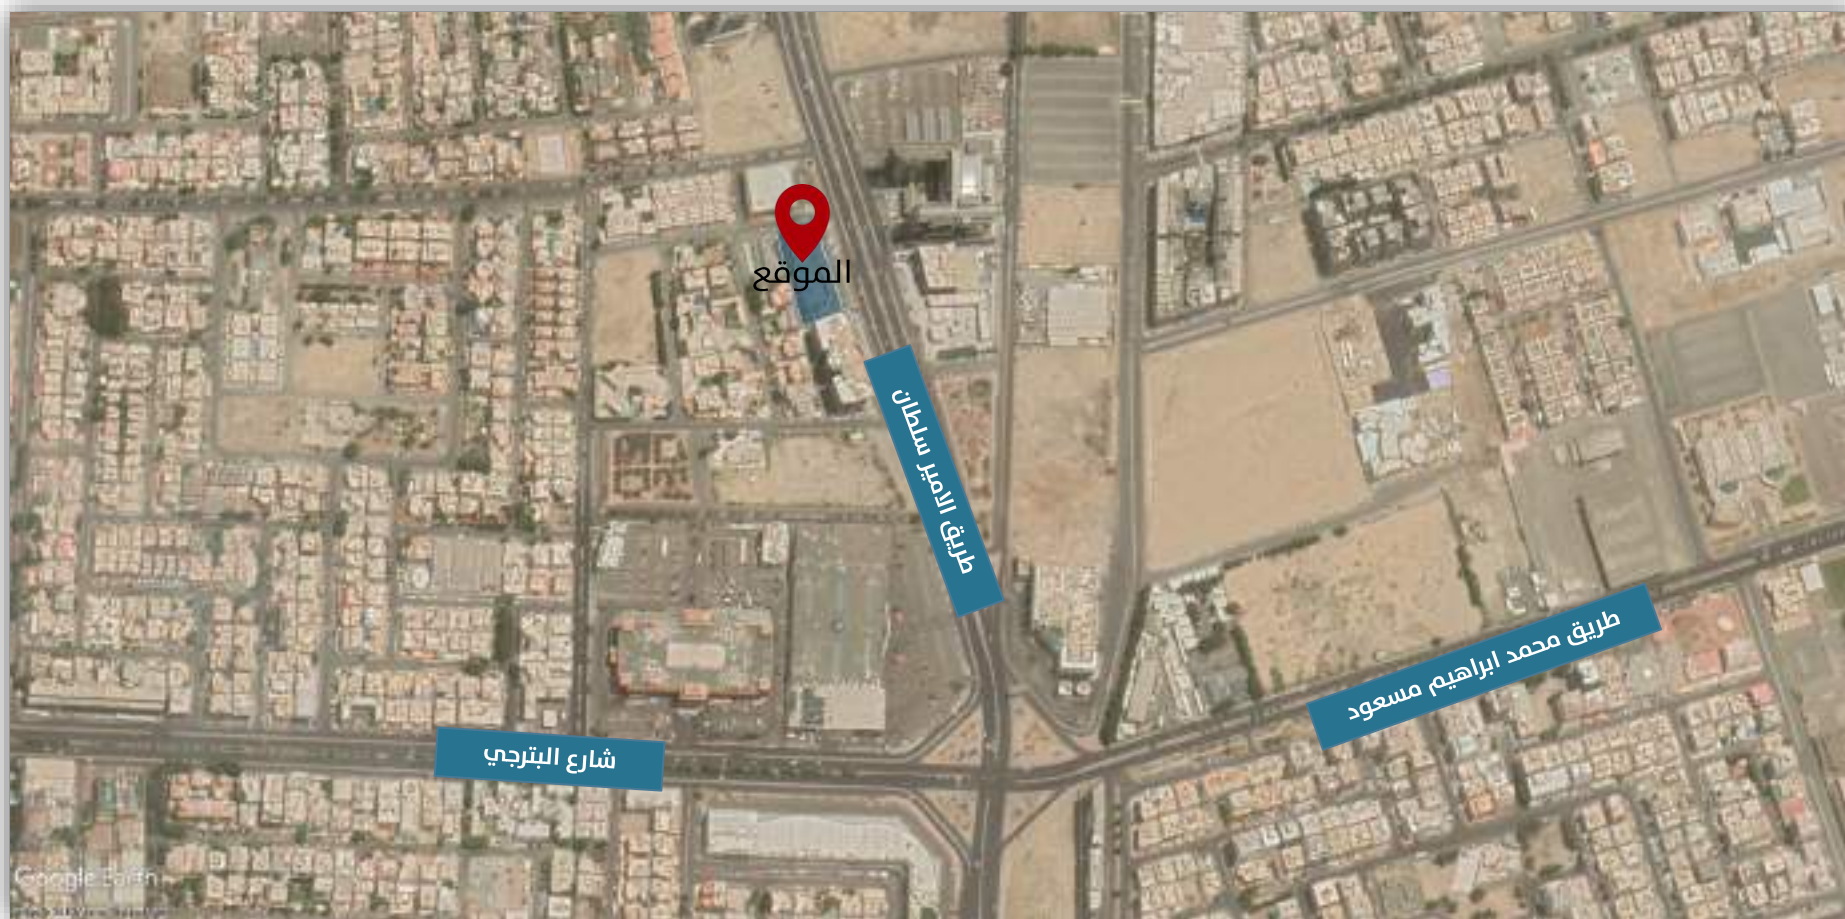 الموقع
طريق الامير سلطان
طريق محمد ابراهيم مسعود
شارع البترجي
Google Earth